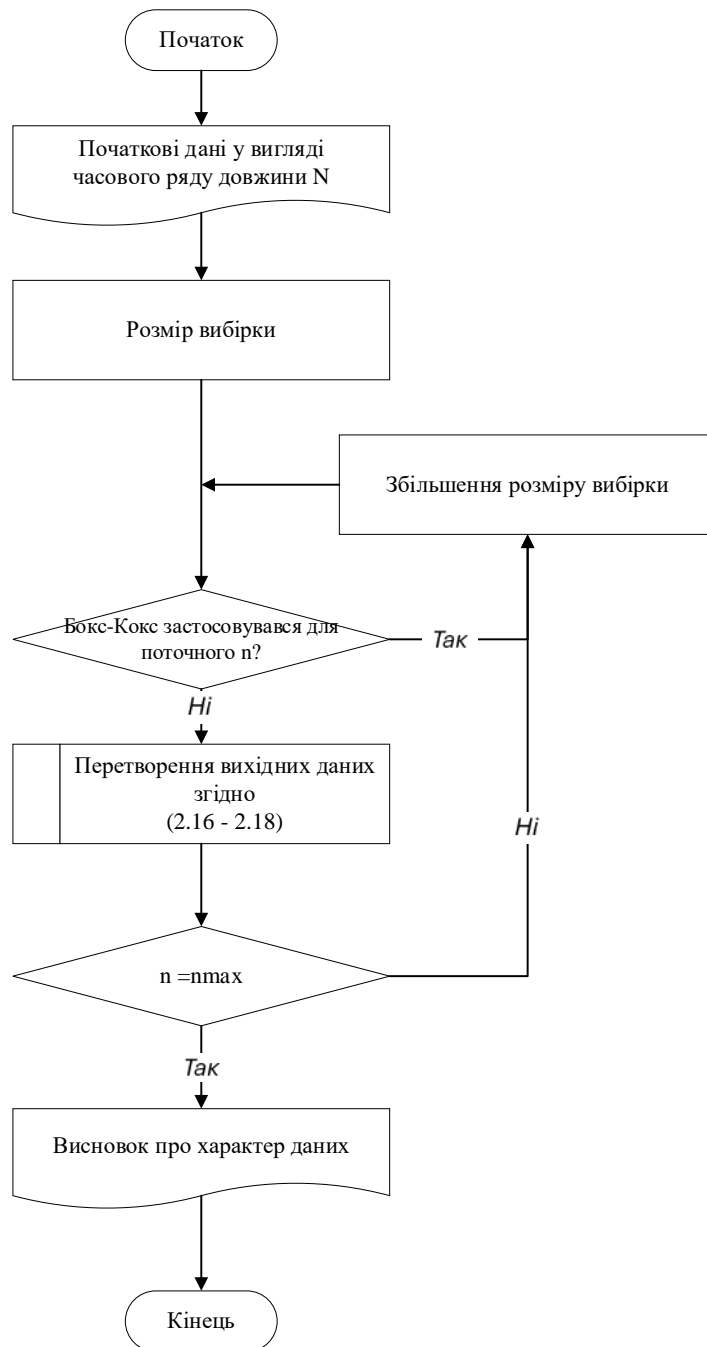 Початок
Початкові дані у вигляді
часового ряду довжини N
Розмір вибірки
Збільшення розміру вибірки
Бокс-Кокс застосовувався для
поточного n?
Так
Ні
Перетворення вихідних даних
згідно
(2.16 - 2.18)
Ні
n =nmax
Так
Висновок про характер даних
Кінець